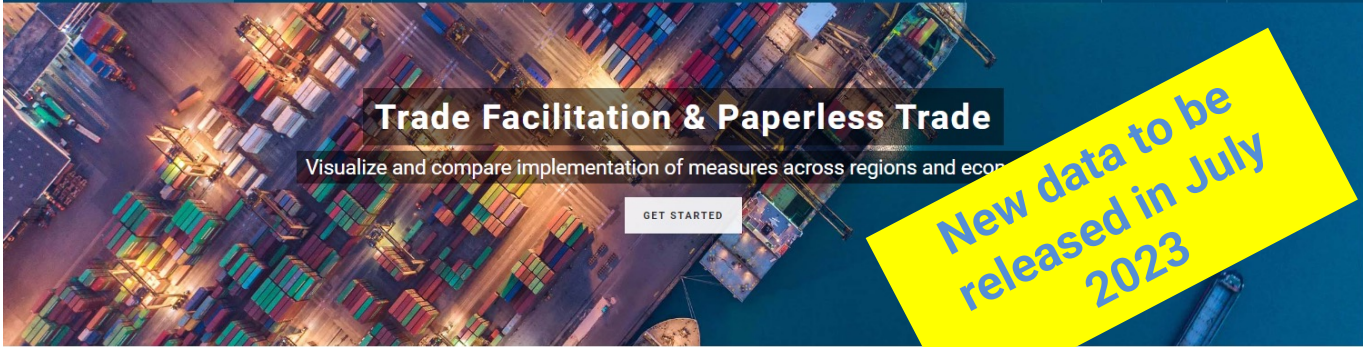 Trade Facilitation & Paperless Trade
Visualize and compare implementation of measures across regions and
GET STARTED
New data to be
released in July
2023